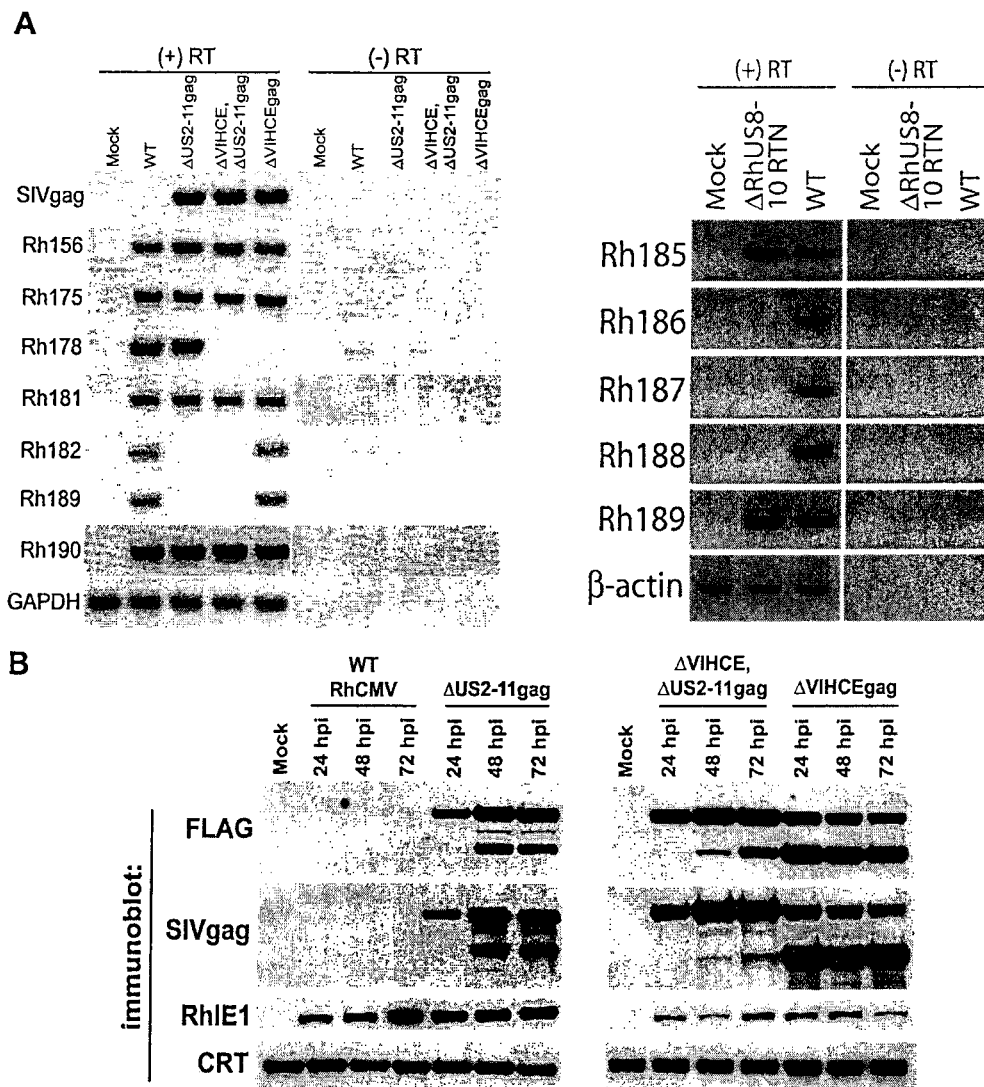 A
(+) RT
(-) RT
Mock
WT
ΔUS2-11gag
ΔVIHCE,
ΔUS2-11gag
ΔVIHCEgag
Mock
WT
ΔUS2-11gag
ΔVIHCE,
ΔUS2-11gag
ΔVIHCEgag
SIVgag
Rh156
Rh175
Rh178
Rh181
Rh182
Rh189
Rh190
GAPDH
(+) RT
(-) RT
Mock
ΔRhUS8-
10 RTN
WT
Mock
ΔRhUS8-
10 RTN
WT
Rh185
Rh186
Rh187
Rh188
Rh189
β-actin
B
WT
RhCMV
ΔUS2-11gag
ΔVIHCE,
ΔUS2-11gag
ΔVIHCEgag
Mock
24 hpi
48 hpi
72 hpi
24 hpi
48 hpi
72 hpi
Mock
24 hpi
48 hpi
72 hpi
24 hpi
48 hpi
72 hpi
immunoblot:
FLAG
SIVgag
RhIE1
CRT